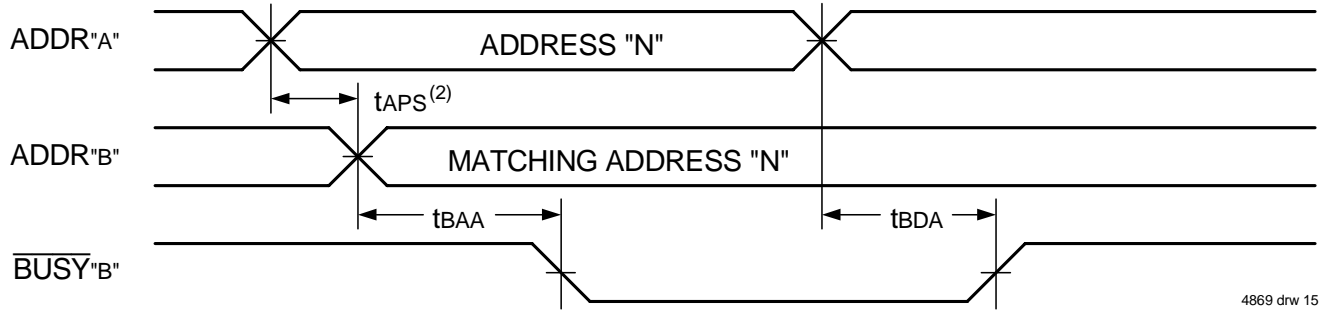 ADDR"A"
ADDRESS "N"
tAPS(2)
ADDR"B"
MATCHING ADDRESS "N"
tBAA
tBDA
BUSY"B"
4869 drw 15